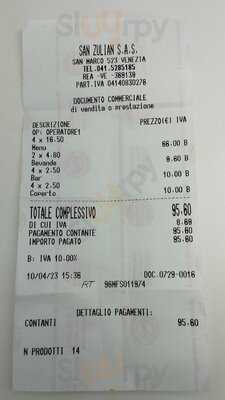 Sluurpy
SAN ZULIAN S.A.S.
SAN MARCO 523 VENEZIA
TEL.041.5285185
REA -VE -369139
PART.IVA 04140830278
DOCUMENTO COMMERCIALE
di vendita o prestazione
DESCRIZIONE PREZZO(€) IVA
OP: OPERATORE1
4 x 16.50
Menu 66.00 B
2 x 4.80
Bevande 9.60 B
4 x 2.50
Bar 10.00 B
4 x 2.50
Coperto 10.00 B
TOTALE COMPLESSIVO 95.60
DI CUI IVA 8.69
PAGAMENTO CONTANTE 95.60
IMPORTO PAGATO 95.60
B: IVA 10.00%
10/04/23 15:36 DOC.0729-0016
RT 96MFS0119/4
DETTAGLIO PAGAMENTI:
CONTANTI 95.60
N PRODOTTI 14